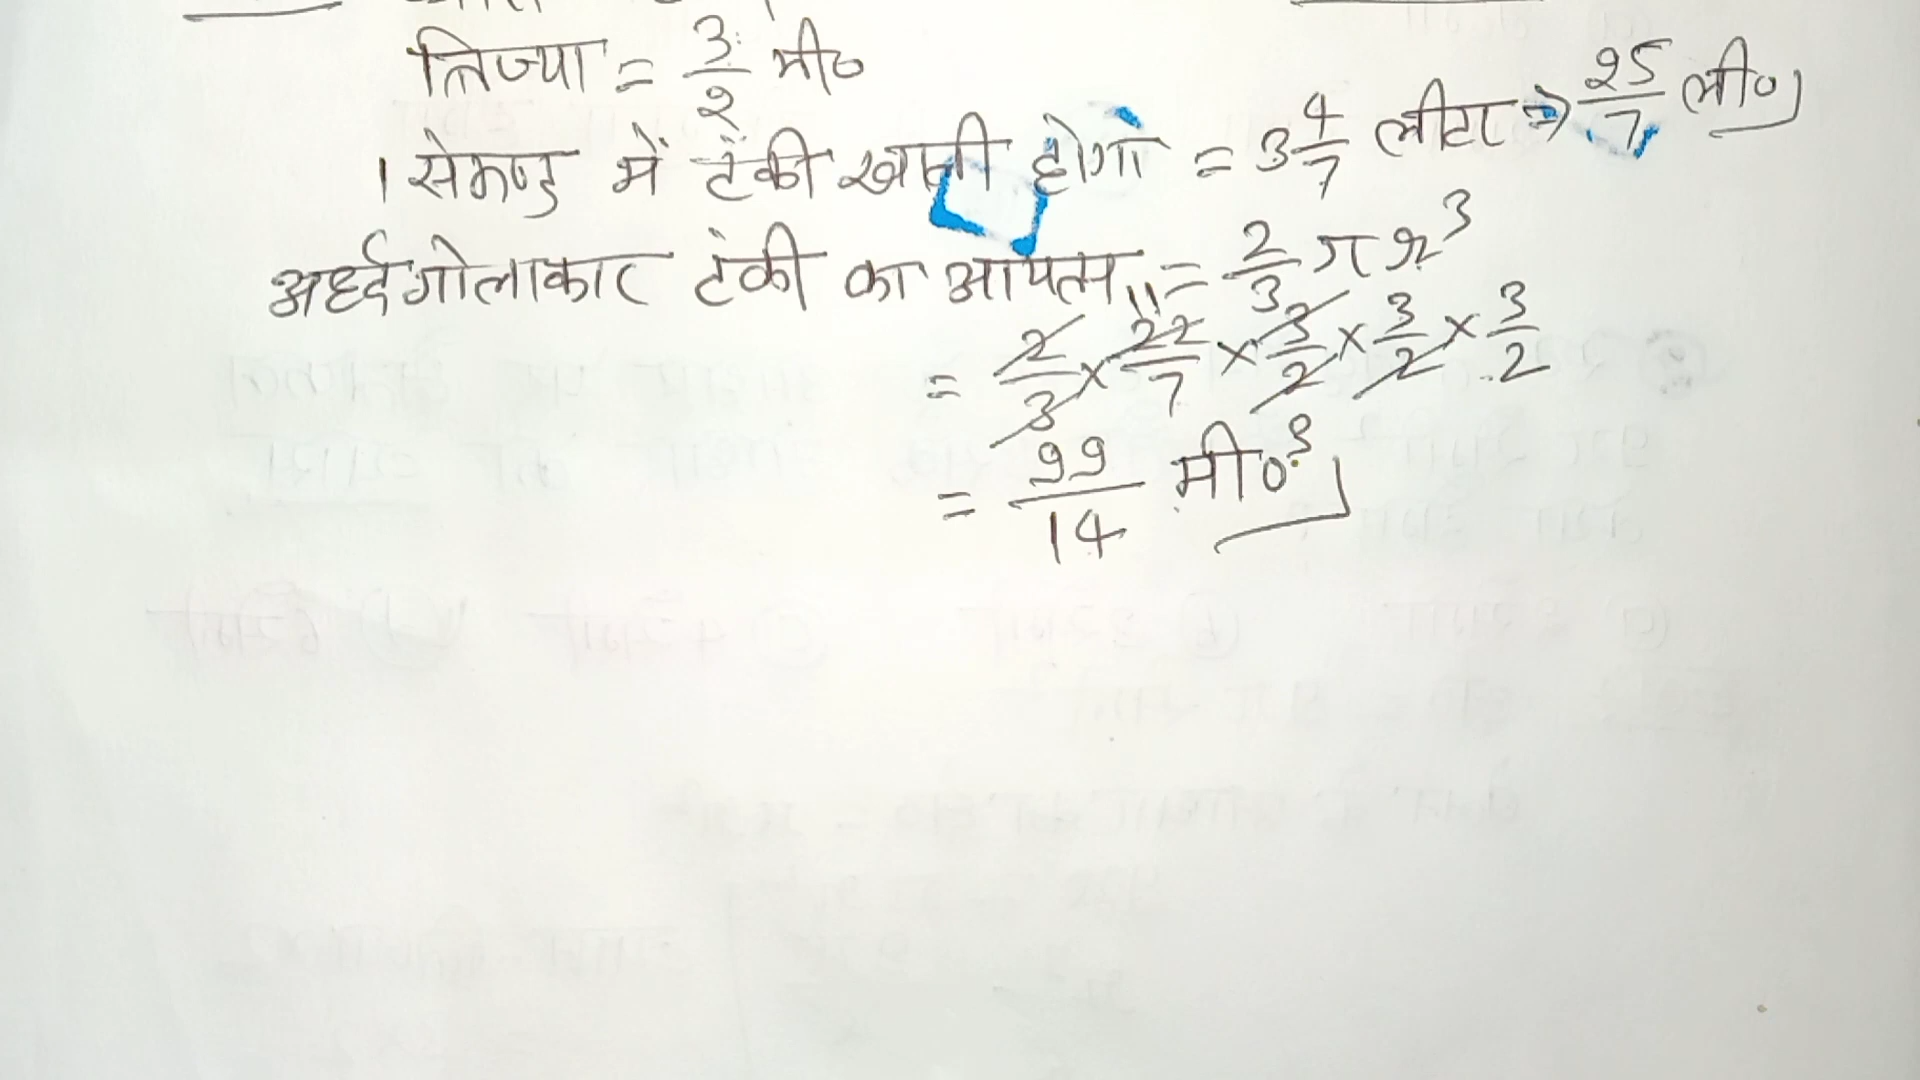 त्रिज्या = 3/2 मी०
1 सेकण्ड में टंकी खाली होगी = 3 4/7 लीटर ⇒ 25/7 ली०
अर्द्धगोलाकार टंकी का आयतन = 2/3 πr³
= 2/3 × 22/7 × 3/2 × 3/2 × 3/2
= 99/14 मी०³